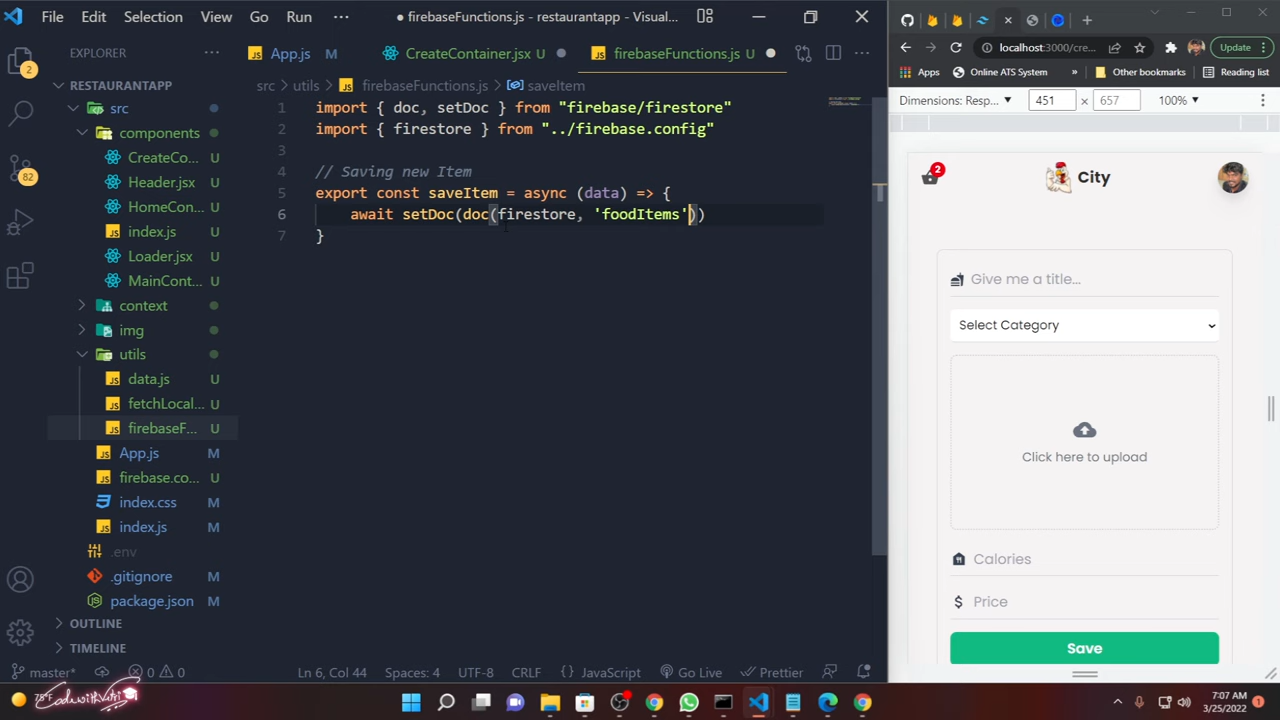 File Edit Selection View Go Run ··· ● firebaseFunctions.js - restaurantapp - Visual...
EXPLORER ···
RESTAURANTAPP
src
components
CreateCo... U
Header.jsx U
HomeCon... U
index.js U
Loader.jsx U
MainCont... U
context
img
utils
data.js U
fetchLocal... U
firebaseF... U
App.js M
firebase.co... U
index.css M
index.js M
.env
.gitignore M
package.json M
OUTLINE
TIMELINE
2
82
App.js M
CreateContainer.jsx U
firebaseFunctions.js U
src > utils > firebaseFunctions.js > saveItem
1 import { doc, setDoc } from "firebase/firestore"
2 import { firestore } from "../firebase.config"
3
4 // Saving new Item
5 export const saveItem = async (data) => {
6 await setDoc(doc(firestore, 'foodItems'))
7 }
master* 0 0 Ln 6, Col 44 Spaces: 4 UTF-8 CRLF JavaScript Go Live Prettier
localhost:3000/cre... Update
Apps Online ATS System » Other bookmarks Reading list
Dimensions: Resp... 451 × 657 100%
2
City
Give me a title...
Select Category
Click here to upload
Calories
$ Price
Save
78°F
7:07 AM
3/25/2022
1